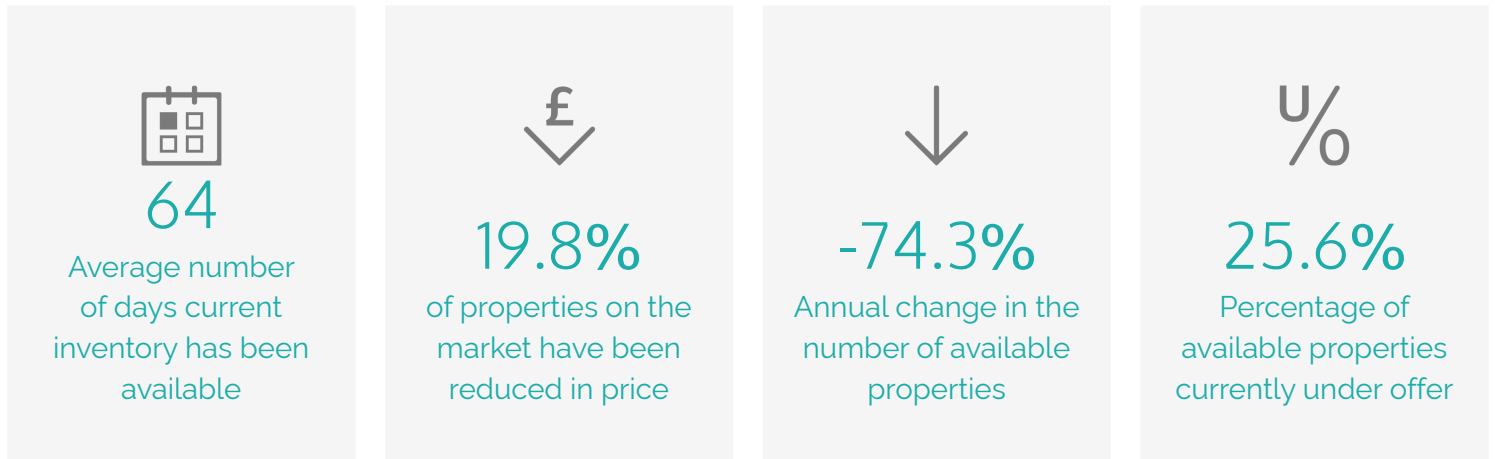 64
Average number
of days current
inventory has been
available
£
19.8%
of properties on the
market have been
reduced in price
-74.3%
Annual change in the
number of available
properties
U%
25.6%
Percentage of
available properties
currently under offer